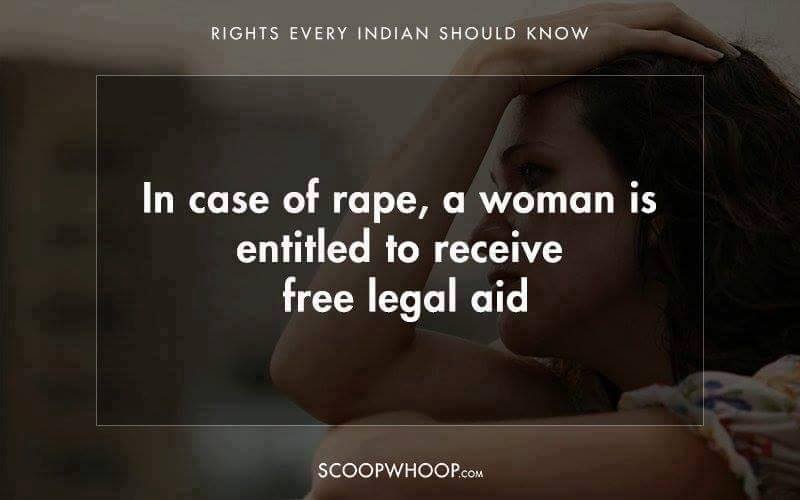 RIGHTS EVERY INDIAN SHOULD KNOW
In case of rape, a woman is
entitled to receive
free legal aid
SCOOPWHOOP.COM